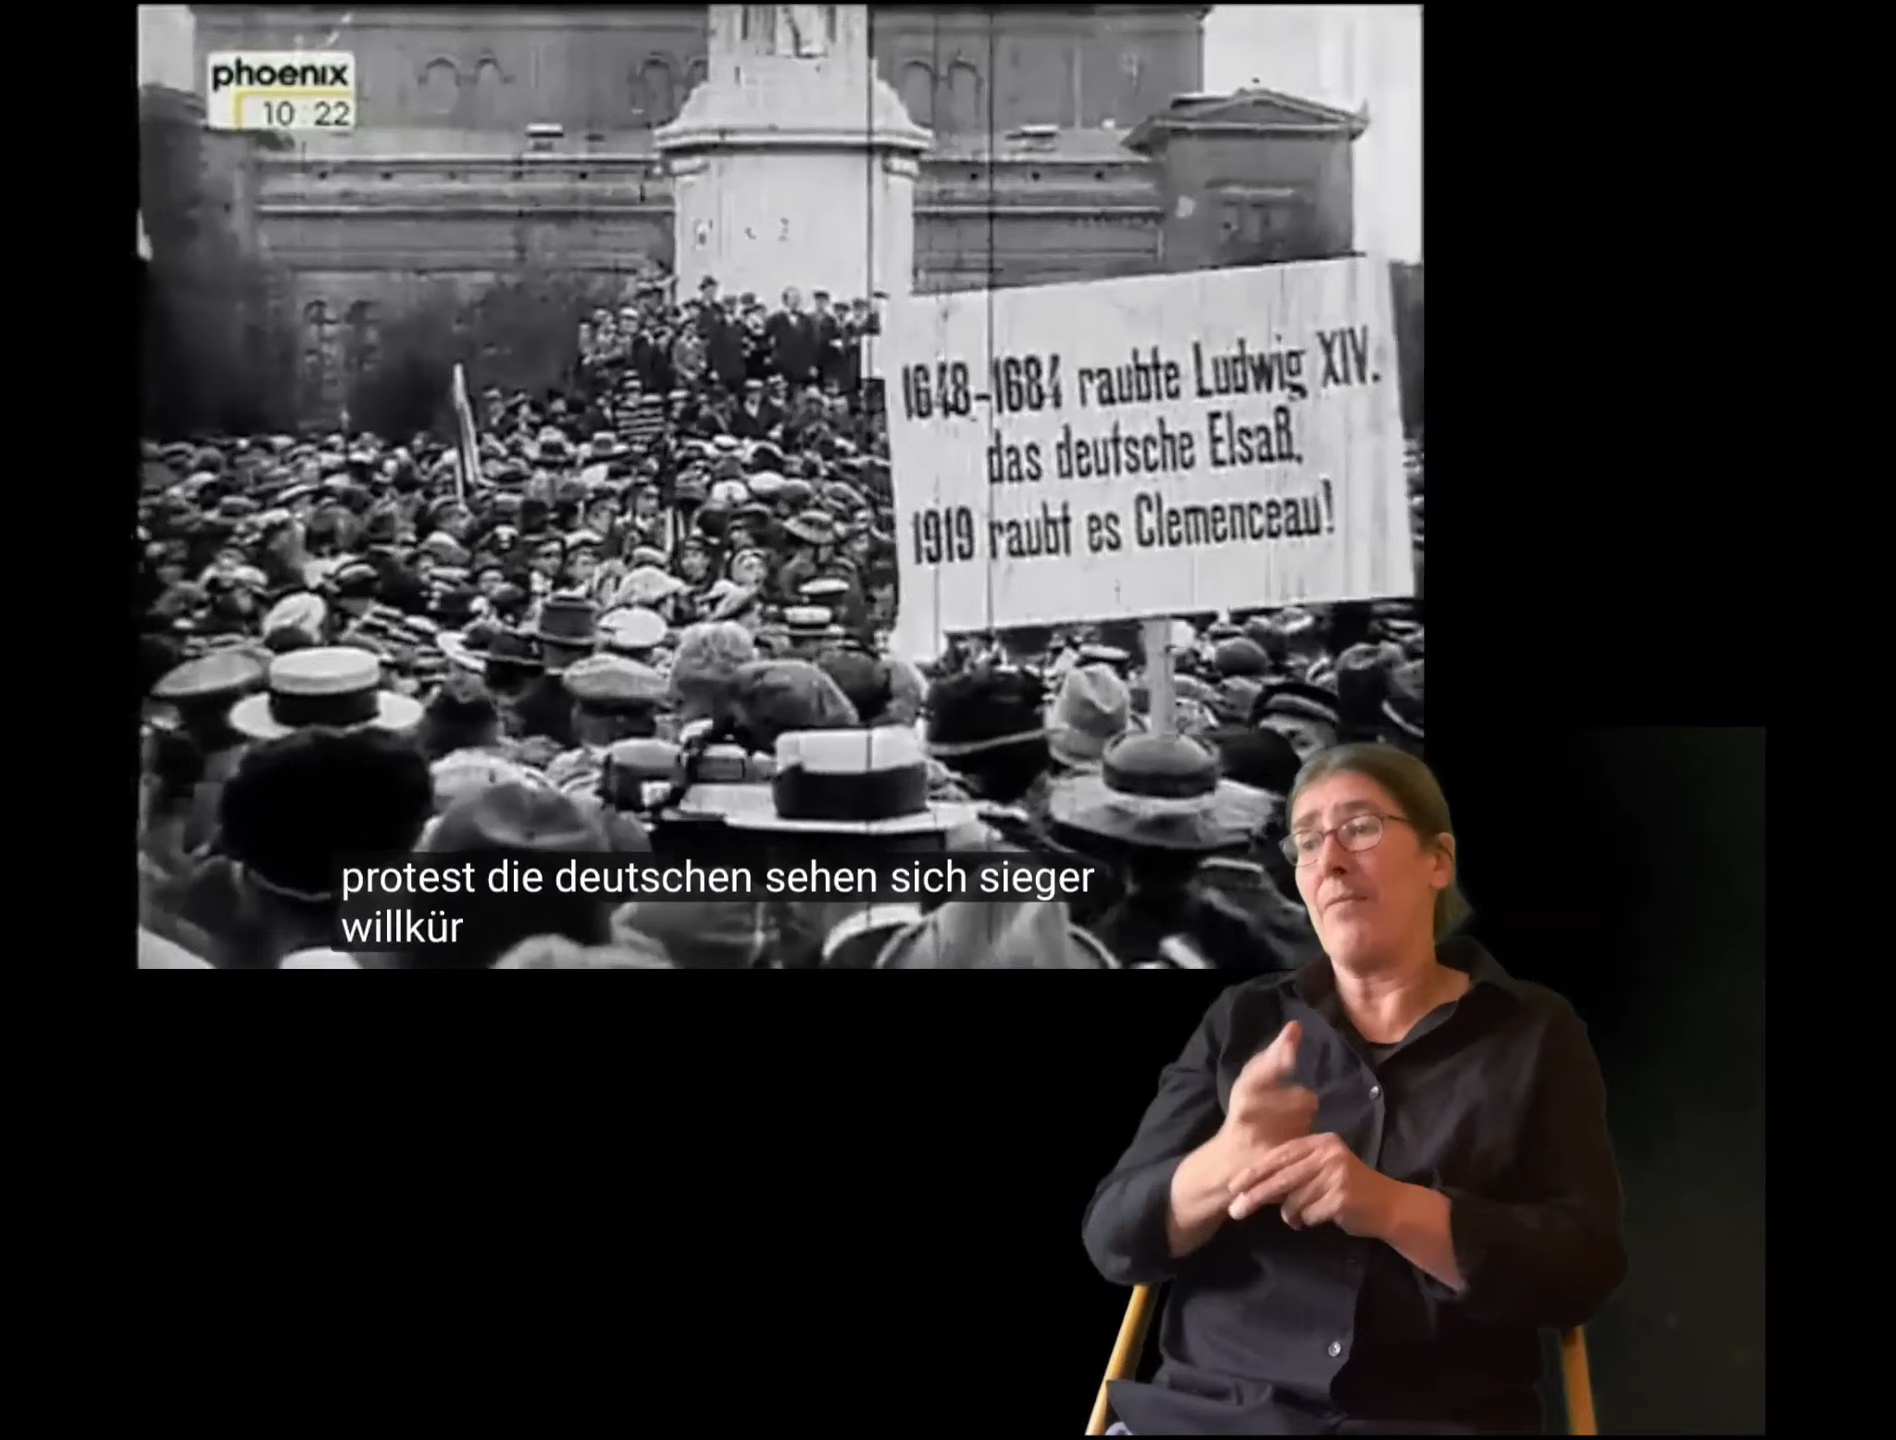 phoenix
10:22
1648-1684 raubte Ludwig XIV.
das deutsche Elsaß,
1919 raubt es Clemenceau!
protest die deutschen sehen sich sieger
willkür